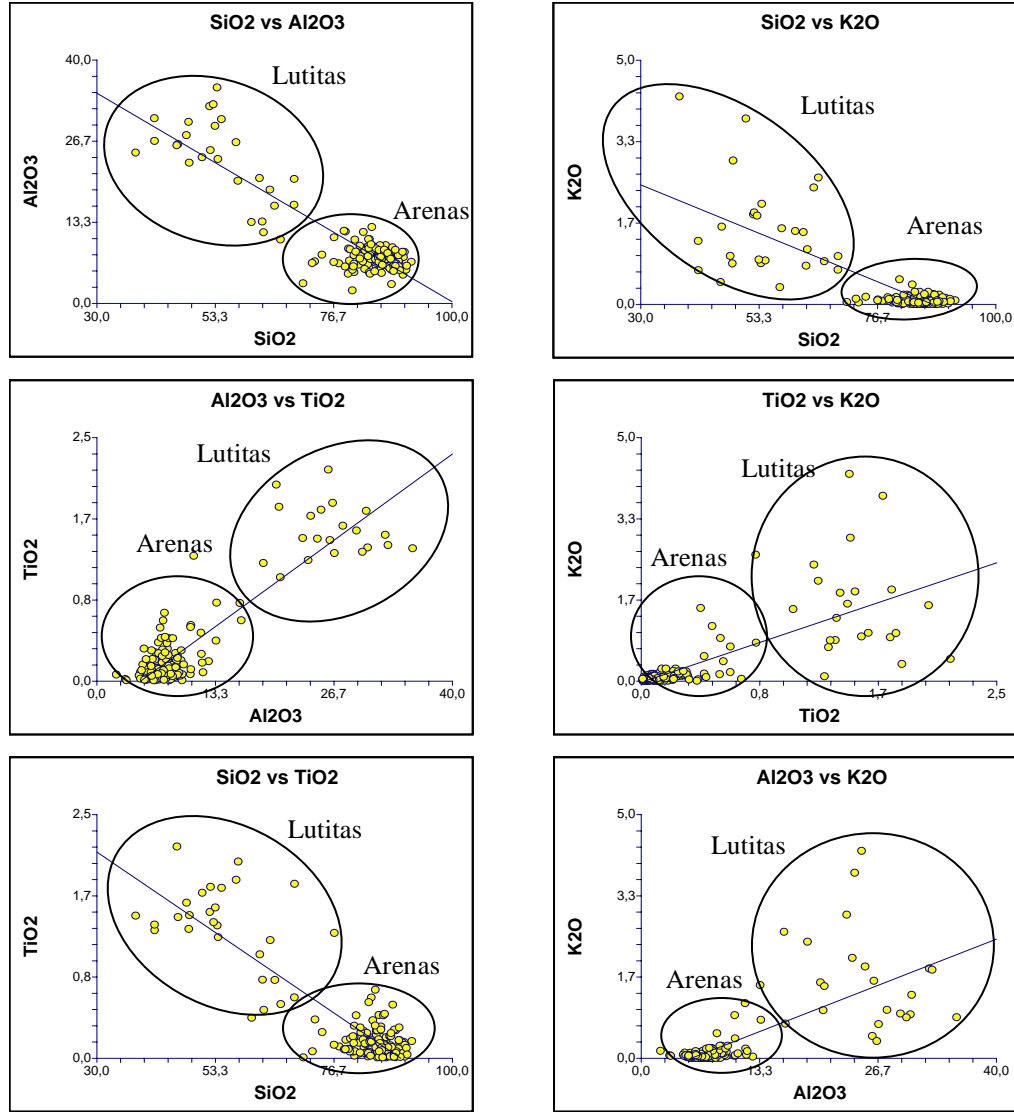 SiO2 vs Al2O3
40,0
26,7
13,3
0,0
Al2O3
Lutitas
Arenas
30,0 53,3 76,7 100,0
SiO2
SiO2 vs K2O
5,0
3,3
1,7
0,0
K2O
Lutitas
Arenas
30,0 53,3 76,7 100,0
SiO2
Al2O3 vs TiO2
2,5
1,7
0,8
0,0
TiO2
Lutitas
Arenas
0,0 13,3 26,7 40,0
Al2O3
TiO2 vs K2O
5,0
3,3
1,7
0,0
K2O
Lutitas
Arenas
0,0 0,8 1,7 2,5
TiO2
SiO2 vs TiO2
2,5
1,7
0,8
0,0
TiO2
Lutitas
Arenas
30,0 53,3 76,7 100,0
SiO2
Al2O3 vs K2O
5,0
3,3
1,7
0,0
K2O
Lutitas
Arenas
0,0 13,3 26,7 40,0
Al2O3